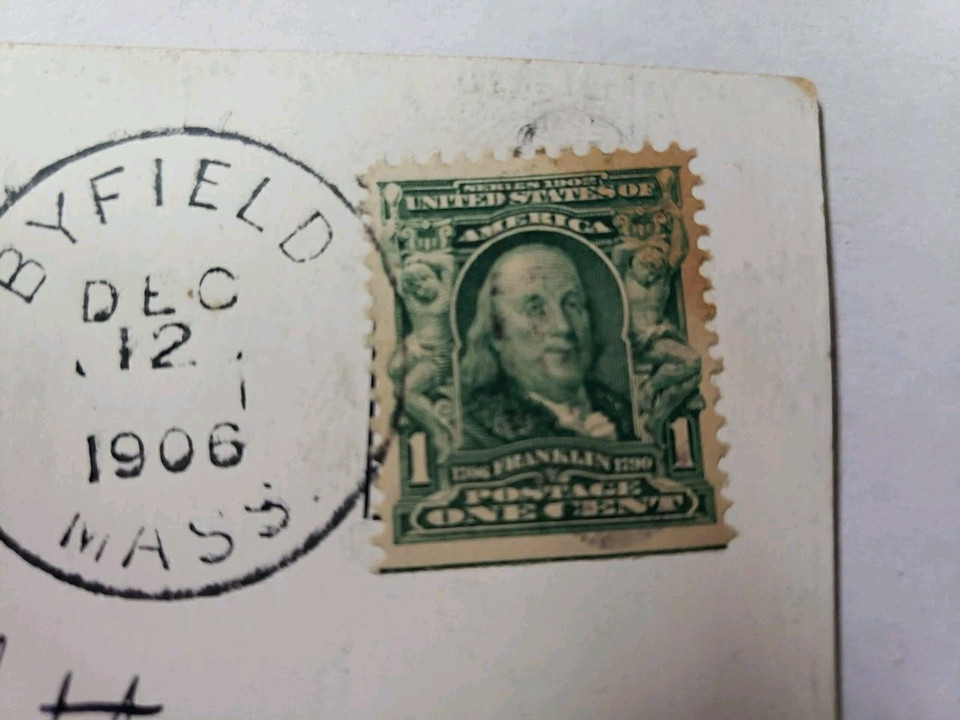 BYFIELD
DEC
12
1906
MASS.
SERIES 1902
UNITED STATES OF
AMERICA
1 1706 FRANKLIN 1790 1
POSTAGE
ONE CENT
H